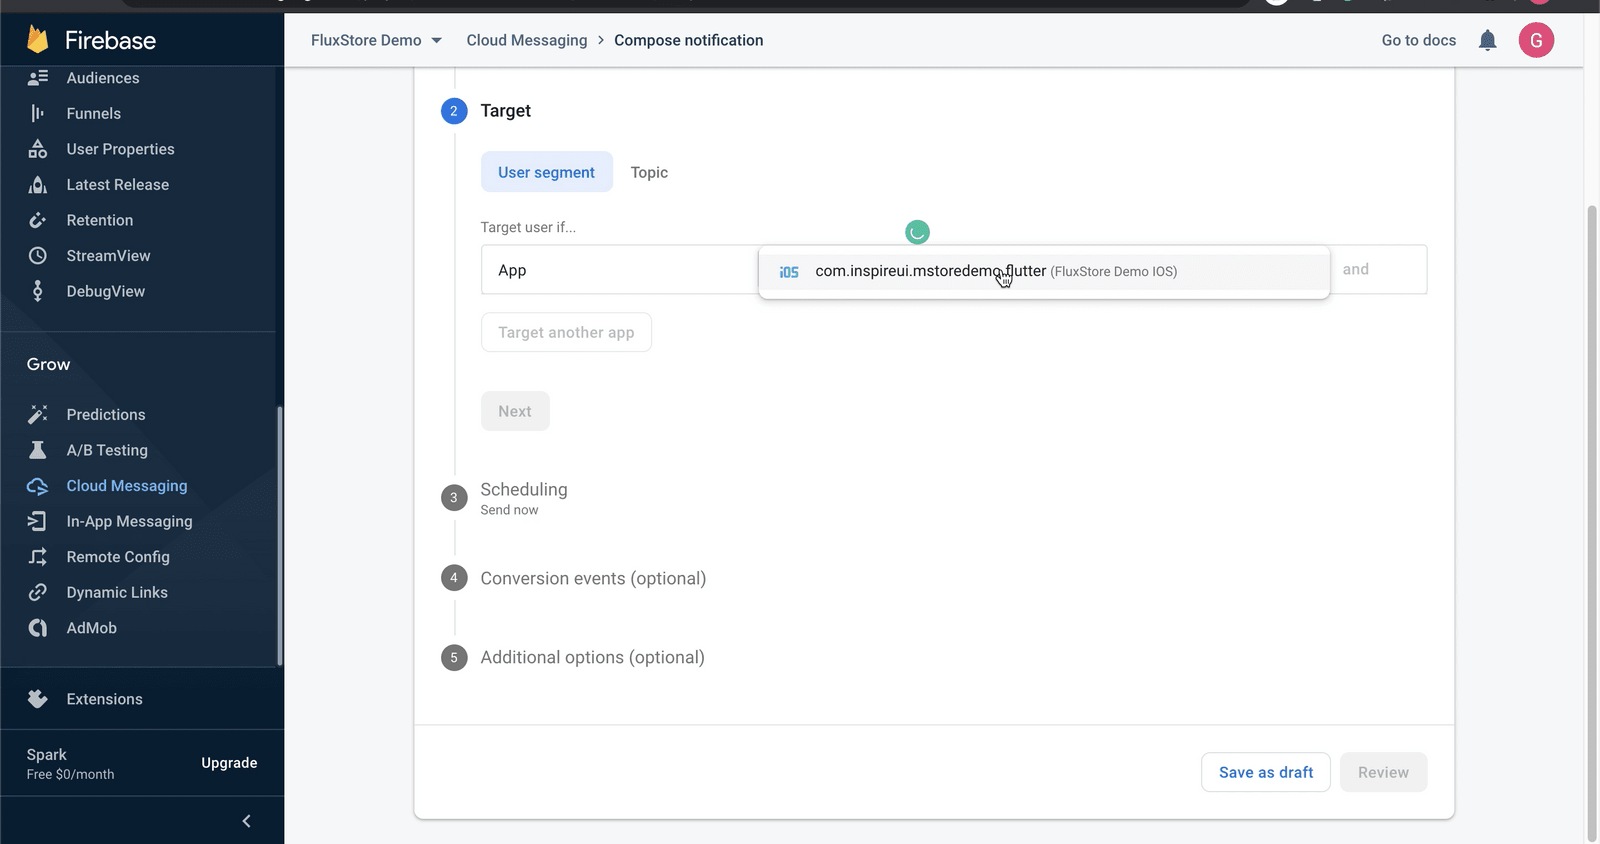 Firebase
FluxStore Demo
Cloud Messaging > Compose notification
Go to docs
G
Audiences
Funnels
User Properties
Latest Release
Retention
StreamView
DebugView
Grow
Predictions
A/B Testing
Cloud Messaging
In-App Messaging
Remote Config
Dynamic Links
AdMob
Extensions
Spark
Free $0/month
Upgrade
2 Target
User segment
Topic
Target user if...
App
iOS com.inspireui.mstoredemo.flutter (FluxStore Demo IOS)
and
Target another app
Next
3 Scheduling
Send now
4 Conversion events (optional)
5 Additional options (optional)
Save as draft
Review